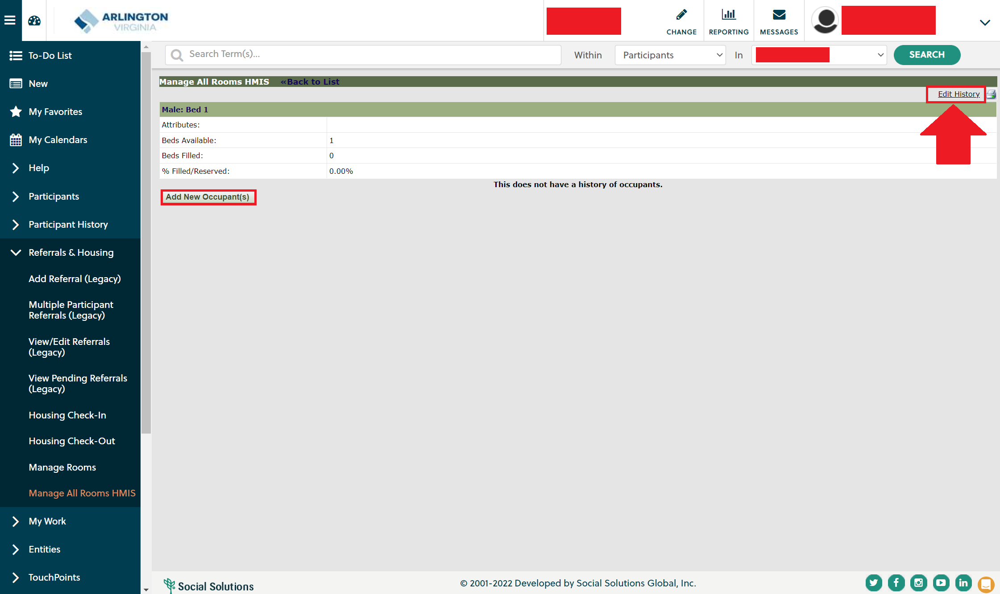 ARLINGTON
VIRGINIA
CHANGE
REPORTING
MESSAGES
Search Term(s)...
Within
Participants
In
SEARCH
To-Do List
New
My Favorites
My Calendars
Help
Participants
Participant History
Referrals & Housing
Add Referral (Legacy)
Multiple Participant
Referrals (Legacy)
View/Edit Referrals
(Legacy)
View Pending Referrals
(Legacy)
Housing Check-In
Housing Check-Out
Manage Rooms
Manage All Rooms HMIS
My Work
Entities
TouchPoints
Manage All Rooms HMIS «Back to List
Edit History
Male: Bed 1
Attributes:
Beds Available: 1
Beds Filled: 0
% Filled/Reserved: 0.00%
This does not have a history of occupants.
Add New Occupant(s)
Social Solutions
© 2001-2022 Developed by Social Solutions Global, Inc.